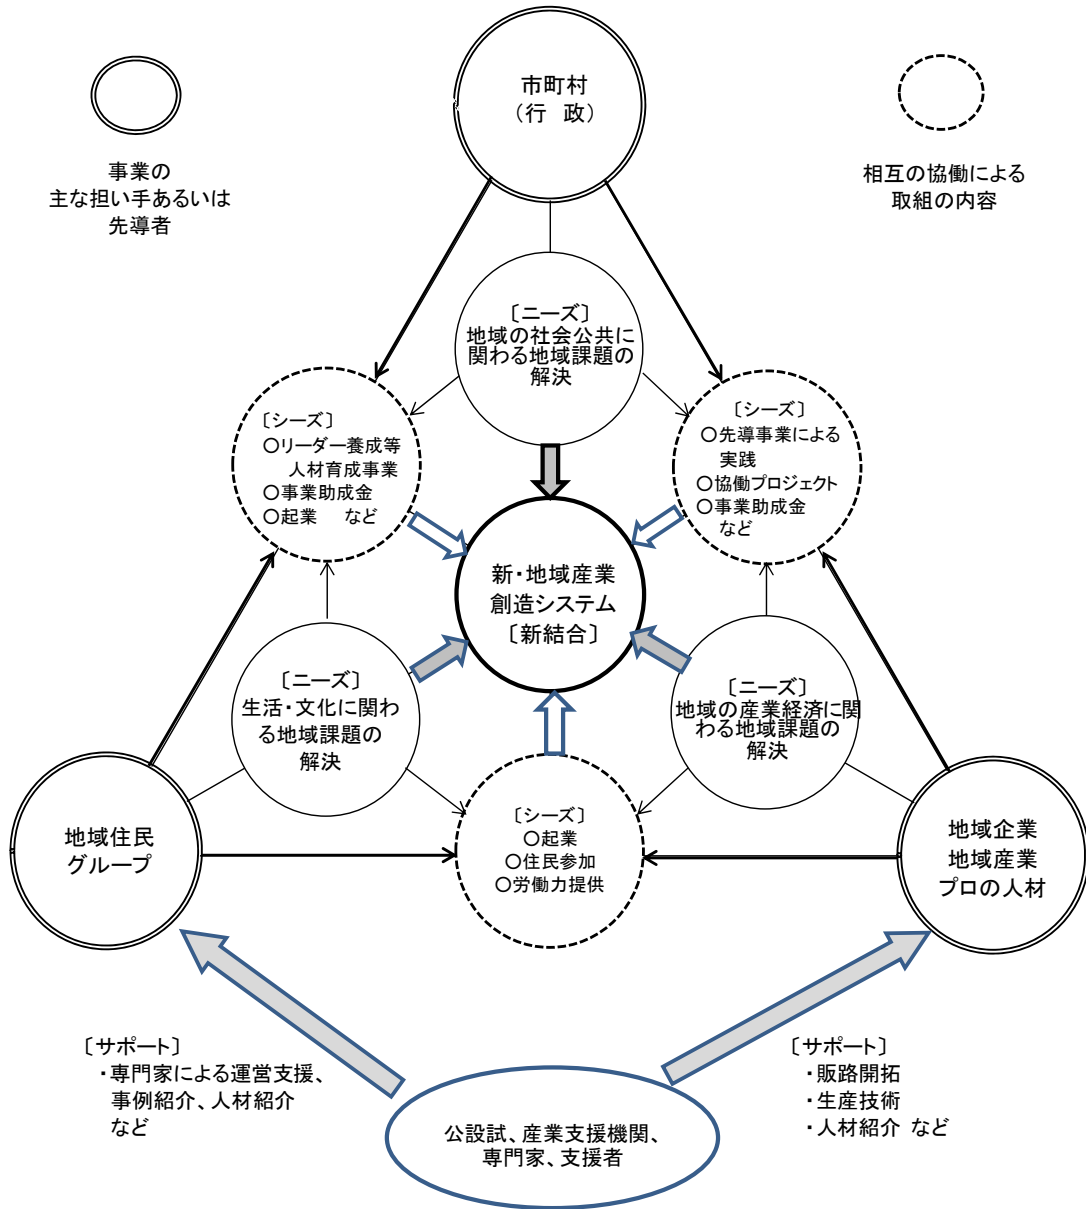 市町村
（行　政）
事業の
主な担い手あるいは
先導者
相互の協働による
取組の内容
〔ニーズ〕
地域の社会公共に
関わる地域課題の
解決
〔シーズ〕
○リーダー養成等
人材育成事業
○事業助成金
○起業　など
〔シーズ〕
○先導事業による
実践
○協働プロジェクト
○事業助成金
など
新・地域産業
創造システム
〔新結合〕
〔ニーズ〕
生活・文化に関わ
る地域課題の
解決
〔ニーズ〕
地域の産業経済に関
わる地域課題の
解決
〔シーズ〕
○起業
○住民参加
○労働力提供
地域住民
グループ
地域企業
地域産業
プロの人材
〔サポート〕
・専門家による運営支援、
事例紹介、人材紹介
など
〔サポート〕
・販路開拓
・生産技術
・人材紹介 など
公設試、産業支援機関、
専門家、支援者